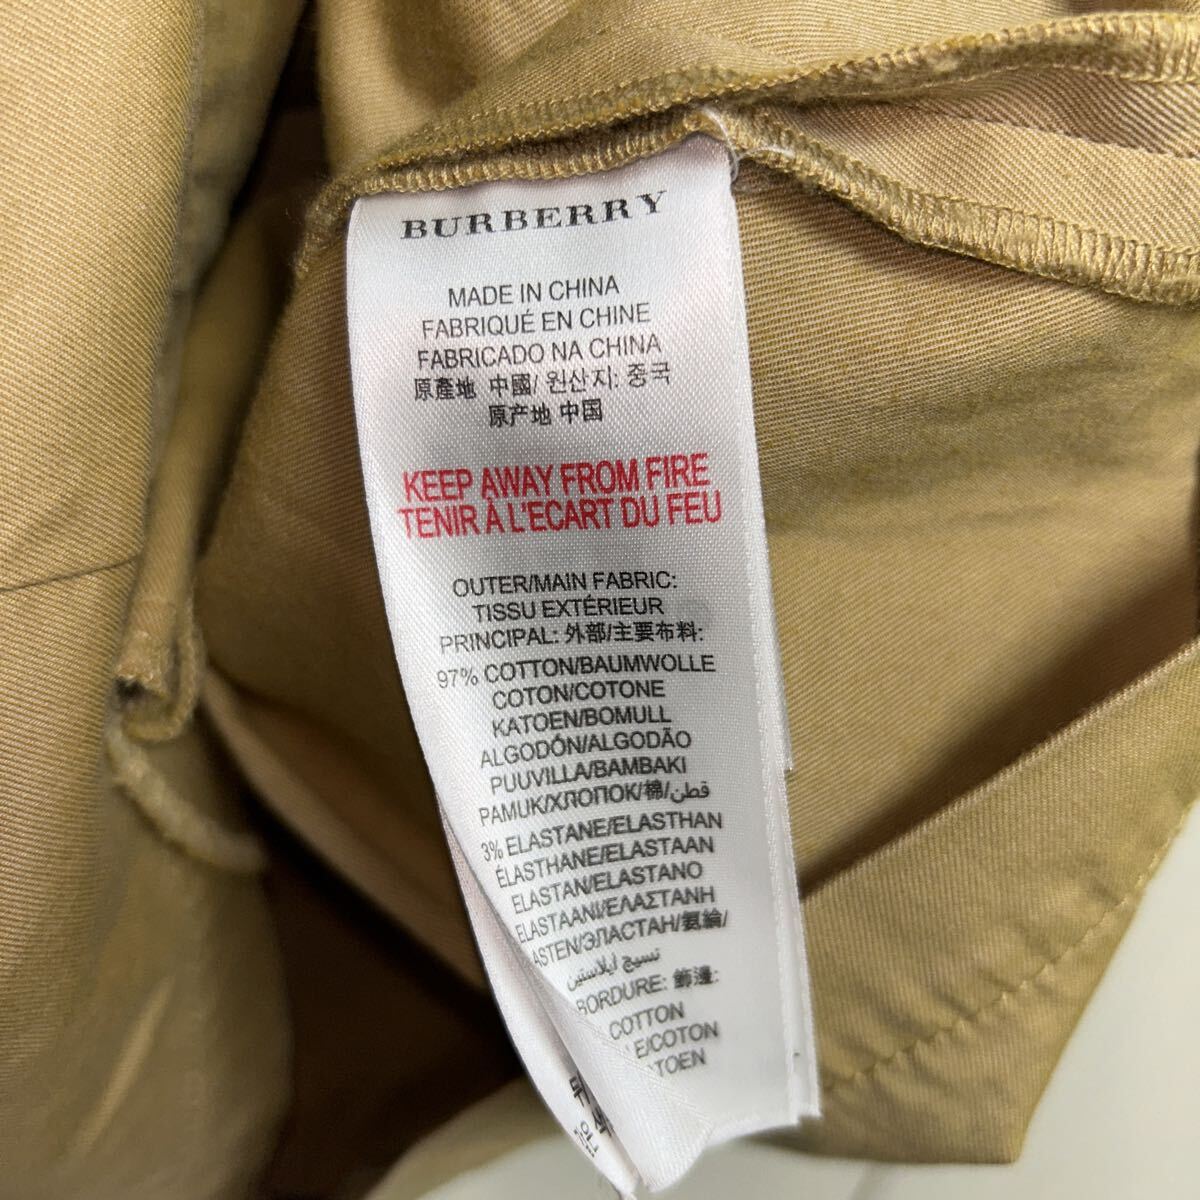 BURBERRY
MADE IN CHINA
FABRIQUÉ EN CHINE
FABRICADO NA CHINA
原產地 中國/ 원산지: 중국
原产地 中国
KEEP AWAY FROM FIRE
TENIR À L'ECART DU FEU
OUTER/MAIN FABRIC:
TISSU EXTÉRIEUR
PRINCIPAL: 外部/主要布料:
97% COTTON/BAUMWOLLE
COTON/COTONE
KATOEN/BOMULL
ALGODÓN/ALGODÃO
PUUVILLA/BAMBAKI
PAMUK/ХЛОПОК/棉/قطن
3% ELASTANE/ELASTHAN
ÉLASTHANE/ELASTAAN
ELASTAN/ELASTANO
ELASTAANI/ΕΛΑΣΤΑΝΗ
ASTEN/ЭЛАСТАН/氨綸/
نسيج ايلاستين
BORDURE: 飾邊:
COTTON
E/COTON
TOEN